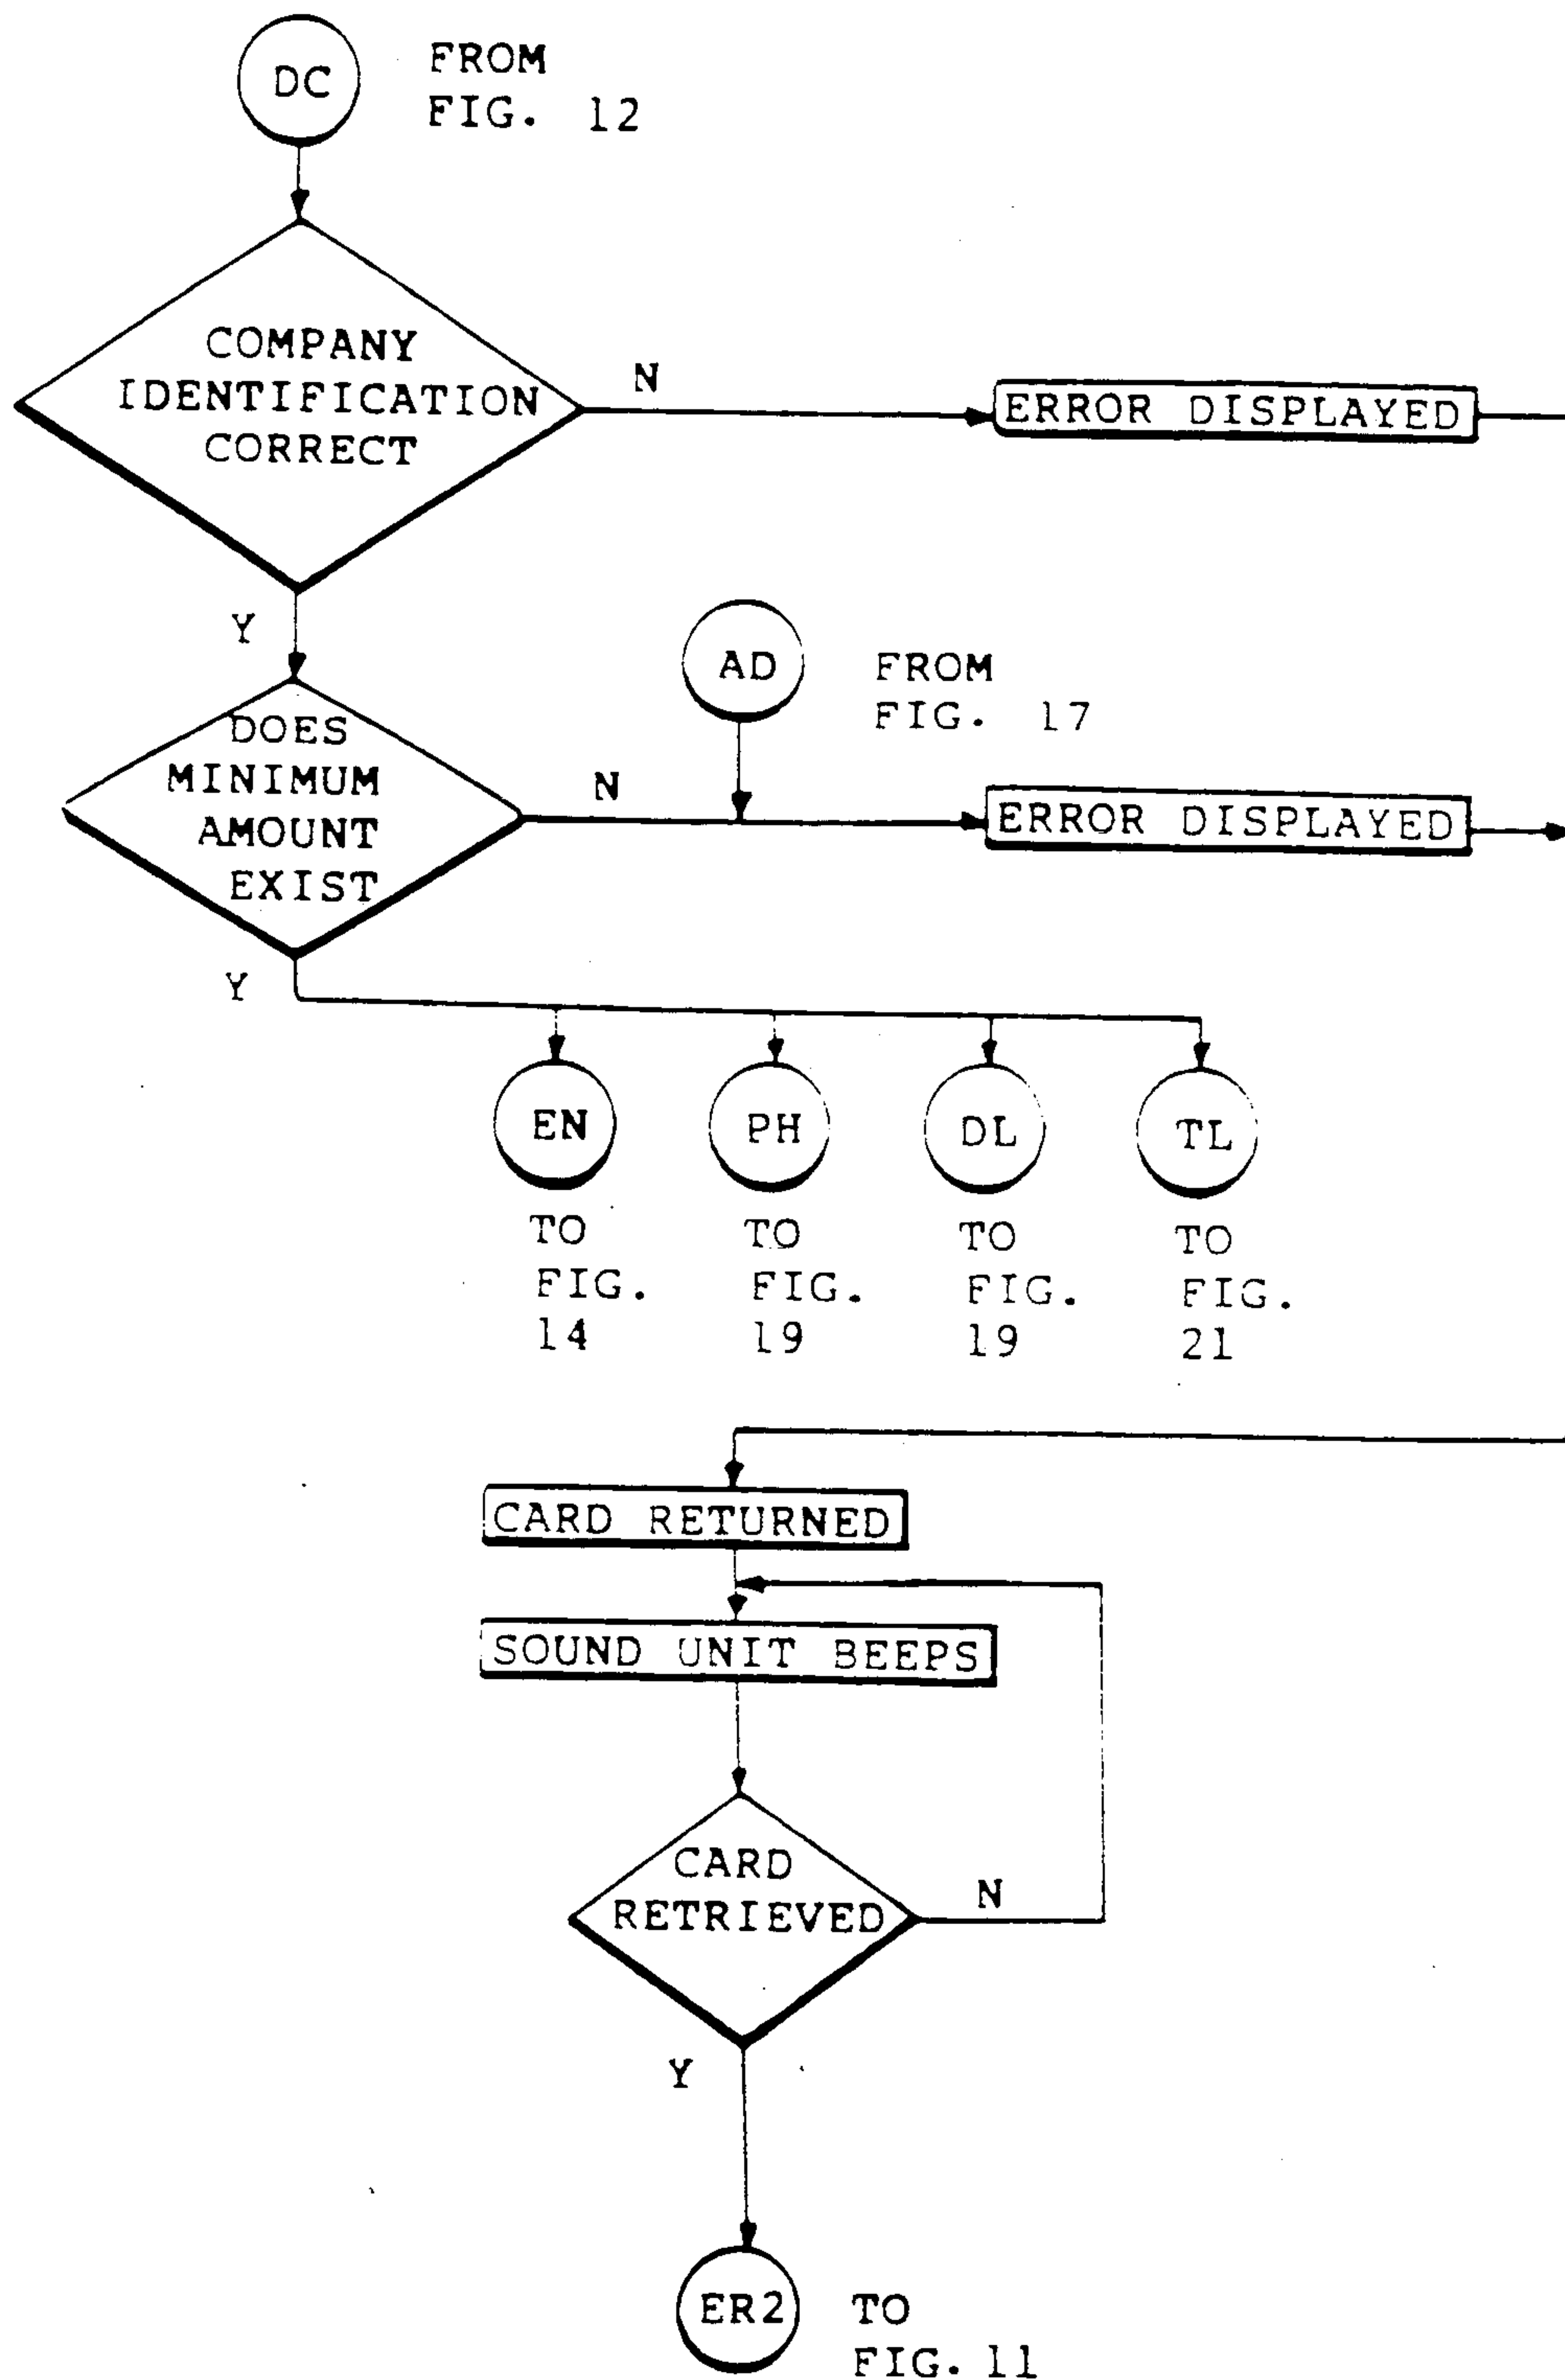 DC
FROM
FIG. 12
COMPANY
IDENTIFICATION
CORRECT
N
ERROR DISPLAYED
Y
AD
FROM
FIG. 17
DOES
MINIMUM
AMOUNT
EXIST
N
ERROR DISPLAYED
Y
EN
PH
DL
TL
TO
FIG.
14
TO
FIG.
19
TO
FIG.
19
TO
FIG.
21
CARD RETURNED
SOUND UNIT BEEPS
CARD
RETRIEVED
N
Y
ER2
TO
FIG. 11